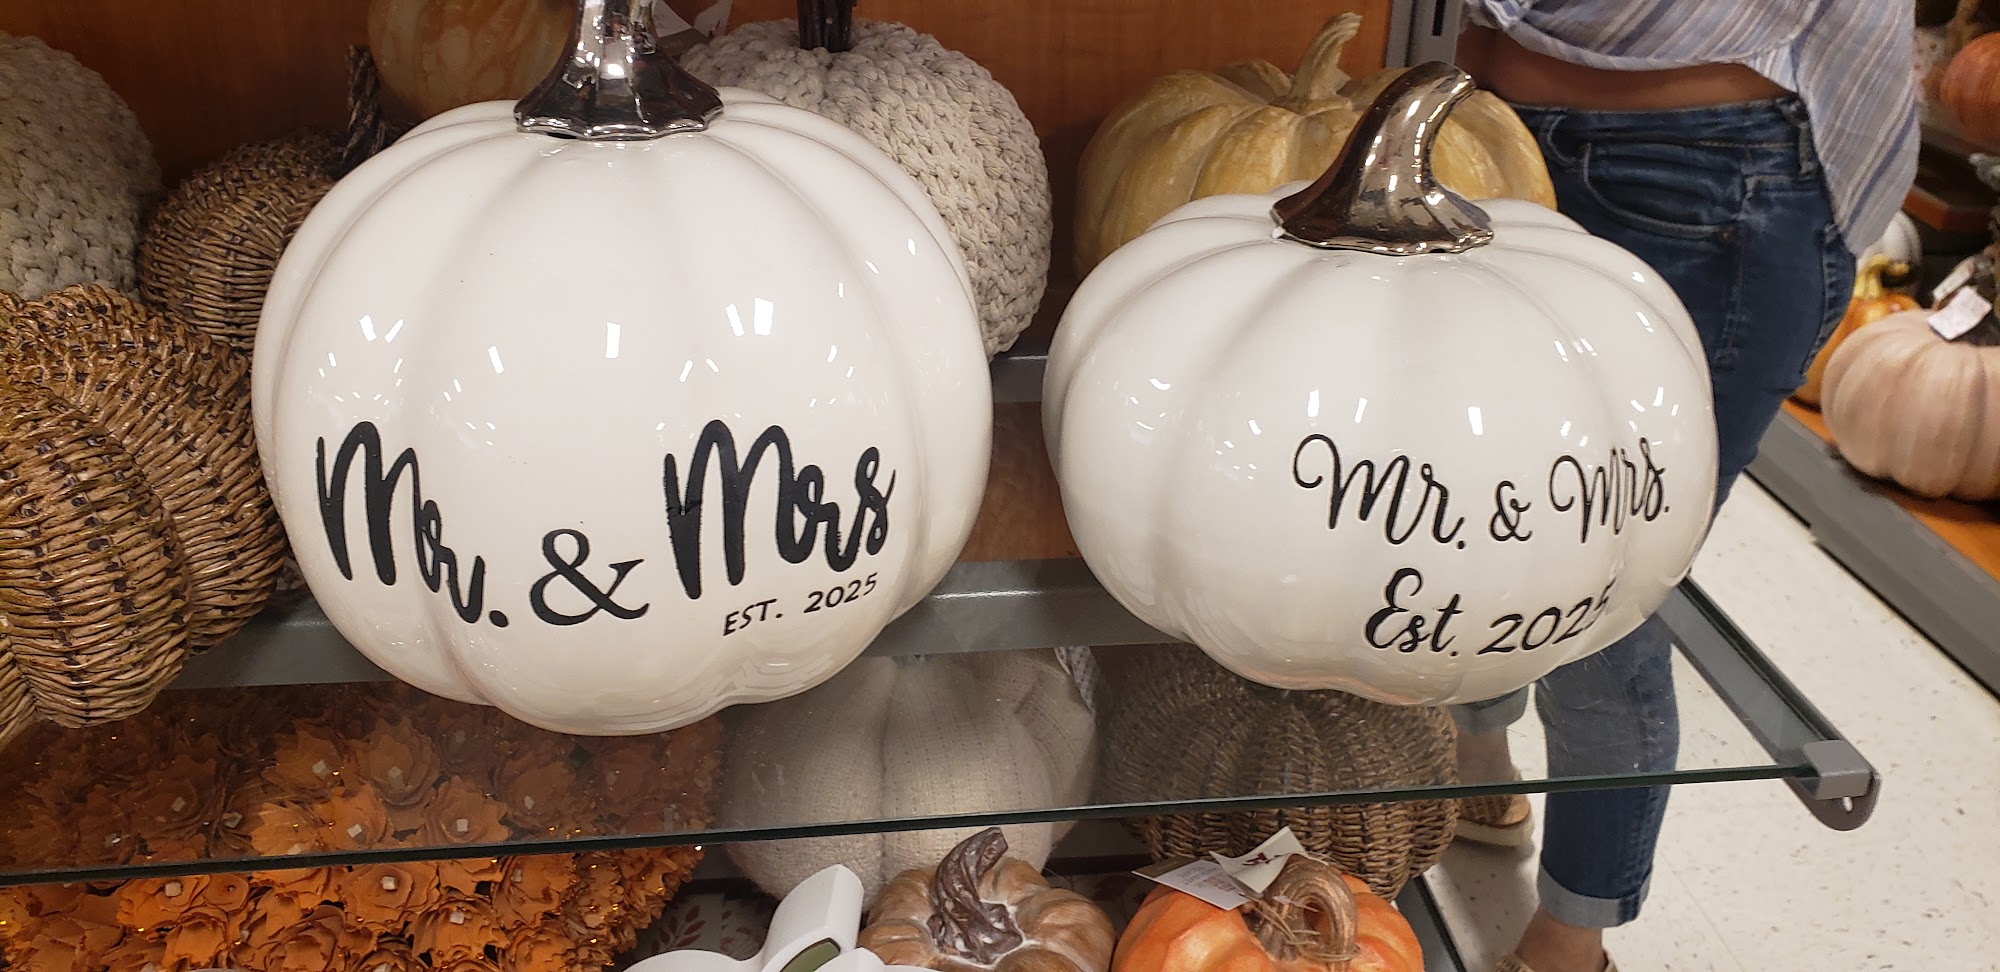 Mr. & Mrs
EST. 2025
Mr. & Mrs.
Est. 2025